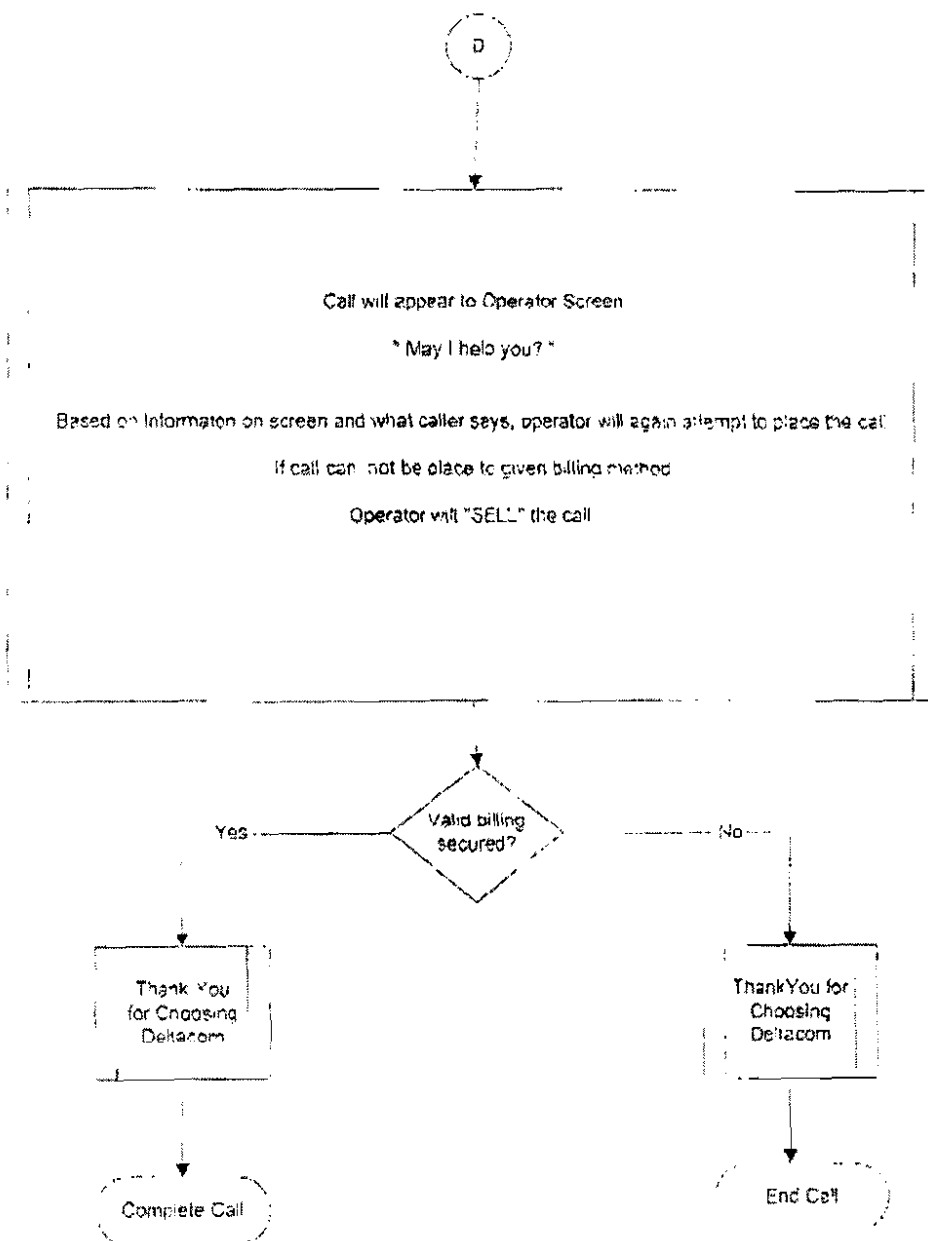 D
Call will appear to Operator Screen
" May I help you? "
Based on Informaton on screen and what caller says, operator will again attempt to place the call
If call can not be place to given billing method
Operator will "SELL" the call
Valid billing
secured?
Yes
No
Thank You
for Choosing
Deltacom
ThankYou for
Choosing
Deltacom
Complete Call
End Call